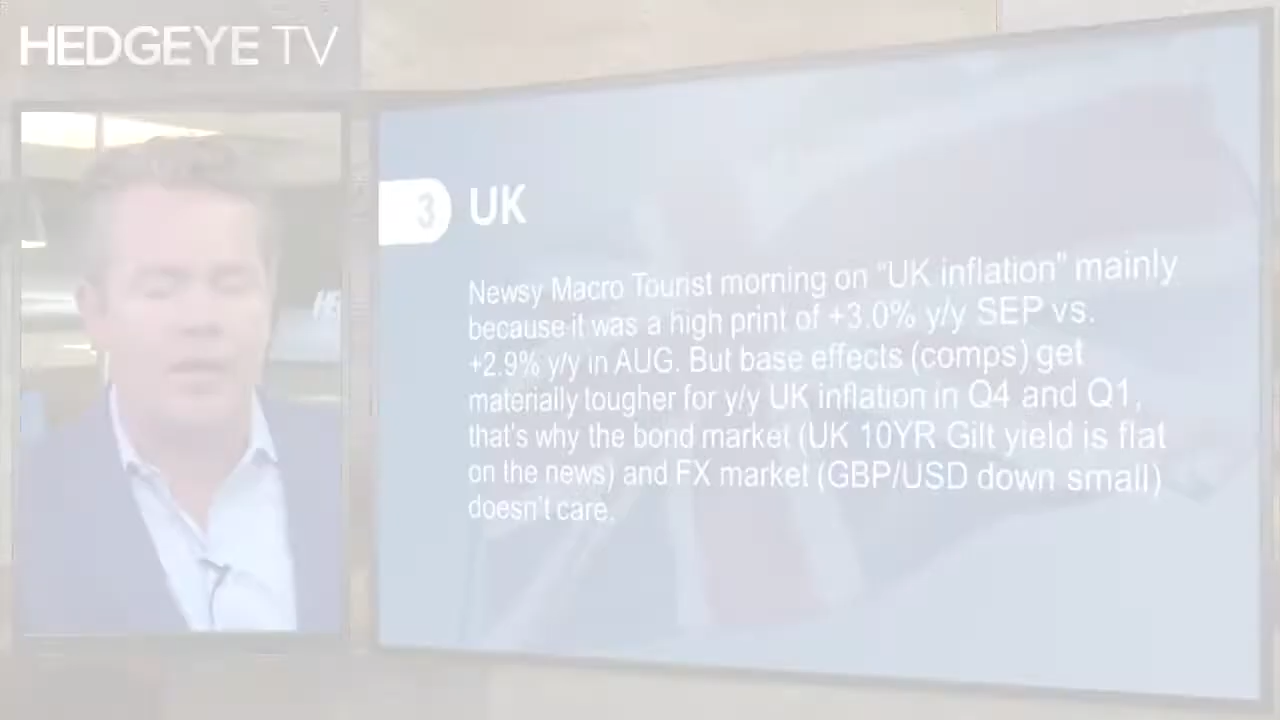 HEDGEYE TV
3
UK
Newsy Macro Tourist morning on “UK inflation” mainly
because it was a high print of +3.0% y/y SEP vs.
+2.9% y/y in AUG. But base effects (comps) get
materially tougher for y/y UK inflation in Q4 and Q1,
that's why the bond market (UK 10YR Gilt yield is flat
on the news) and FX market (GBP/USD down small)
doesn't care.